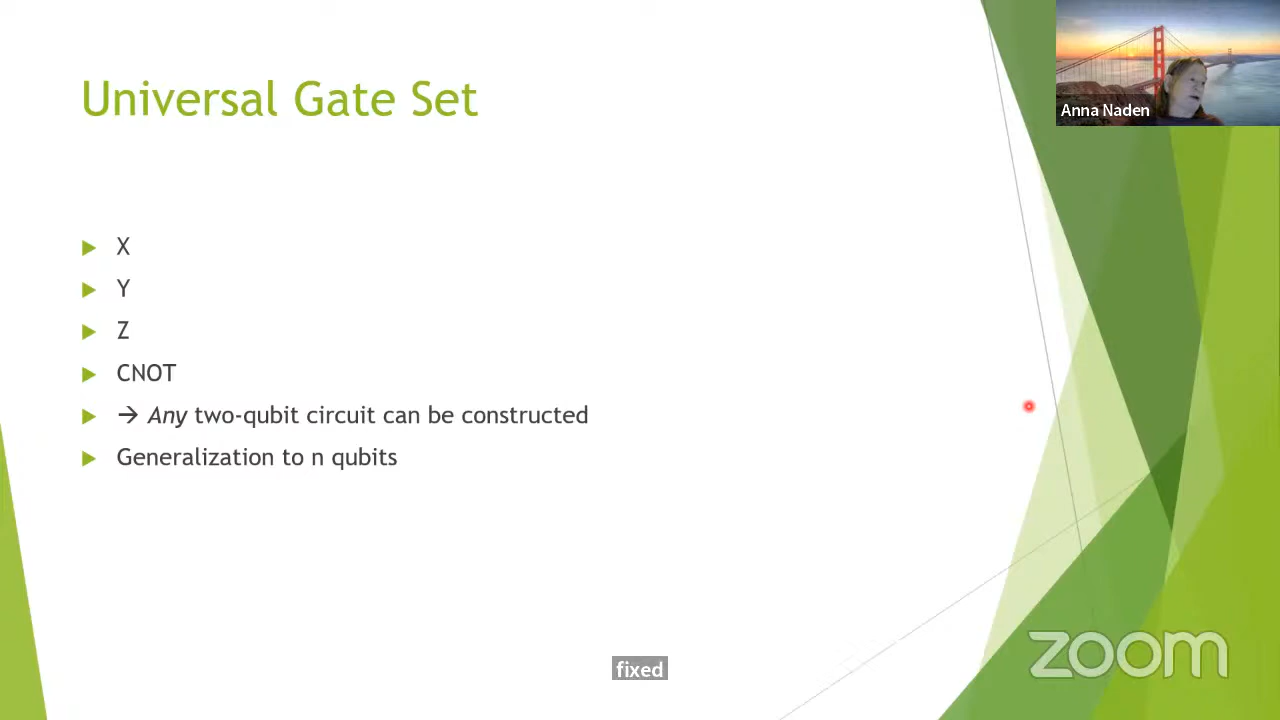 Universal Gate Set
Anna Naden
X
Y
Z
CNOT
→ Any two-qubit circuit can be constructed
Generalization to n qubits
fixed
zoom